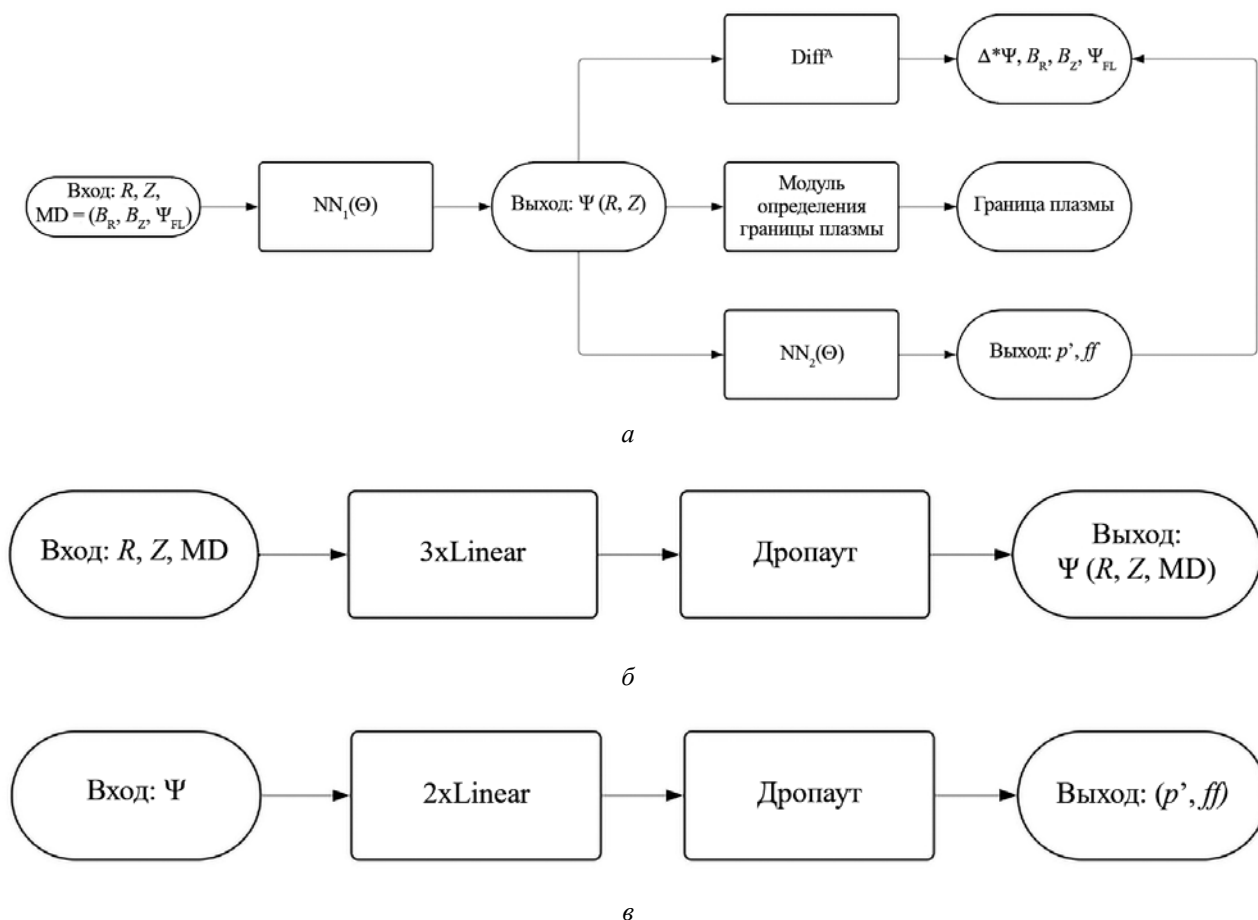 Diff^A
Δ*Ψ, B_R, B_Z, Ψ_FL
Вход: R, Z,
MD = (B_R, B_Z, Ψ_FL)
NN_1(Θ)
Выход: Ψ (R, Z)
Модуль
определения
границы плазмы
Граница плазмы
NN_2(Θ)
Выход: p’, ff
а
Вход: R, Z, MD
3xLinear
Дропаут
Выход:
Ψ (R, Z, MD)
б
Вход: Ψ
2xLinear
Дропаут
Выход: (p’, ff)
в